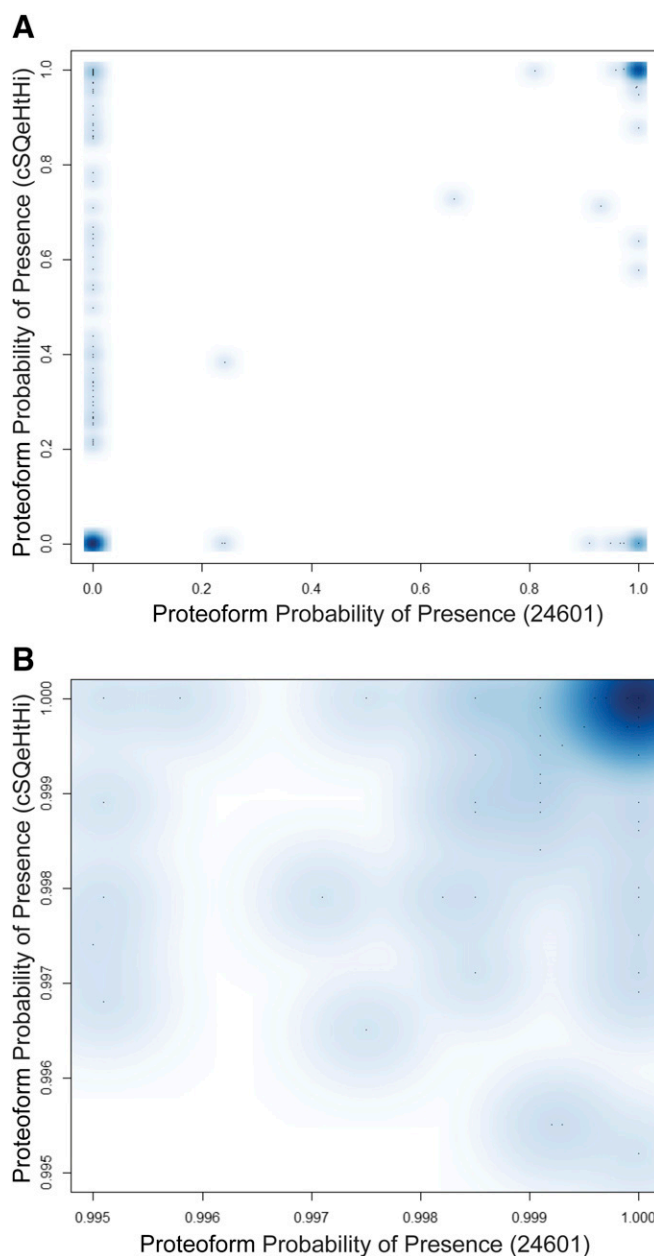 A
Proteoform Probability of Presence (cSQeHtHi)
1.0
0.8
0.6
0.4
0.2
0.0
0.0 0.2 0.4 0.6 0.8 1.0
Proteoform Probability of Presence (24601)
B
Proteoform Probability of Presence (cSQeHtHi)
1.000
0.999
0.998
0.997
0.996
0.995
0.995 0.996 0.997 0.998 0.999 1.000
Proteoform Probability of Presence (24601)